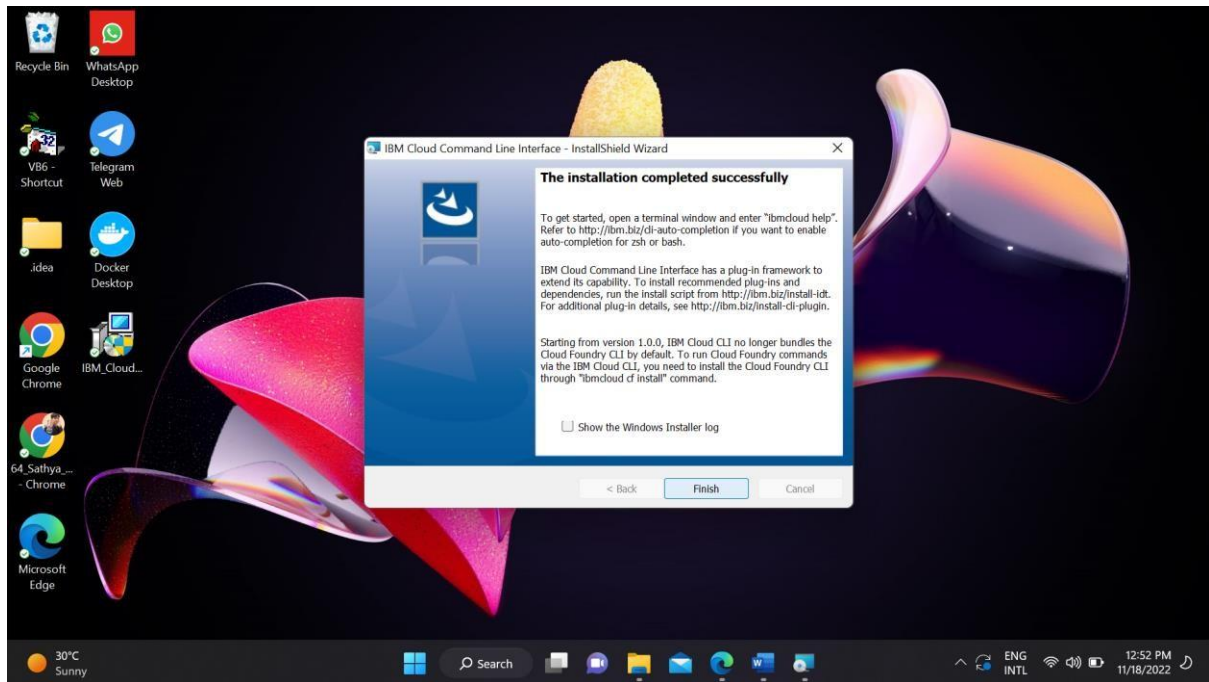 Recycle Bin
WhatsApp
Desktop
32
VB6 -
Shortcut
Telegram
Web
.idea
Docker
Desktop
Google
Chrome
IBM_Cloud...
64_Sathya_...
- Chrome
Microsoft
Edge
IBM Cloud Command Line Interface - InstallShield Wizard
The installation completed successfully
To get started, open a terminal window and enter "ibmcloud help".
Refer to http://ibm.biz/cli-auto-completion if you want to enable
auto-completion for zsh or bash.
IBM Cloud Command Line Interface has a plug-in framework to
extend its capability. To install recommended plug-ins and
dependencies, run the install script from http://ibm.biz/install-idt.
For additional plug-in details, see http://ibm.biz/install-cli-plugin.
Starting from version 1.0.0, IBM Cloud CLI no longer bundles the
Cloud Foundry CLI by default. To run Cloud Foundry commands
via the IBM Cloud CLI, you need to install the Cloud Foundry CLI
through "ibmcloud cf install" command.
Show the Windows Installer log
< Back
Finish
Cancel
30°C
Sunny
Search
ENG
INTL
12:52 PM
11/18/2022